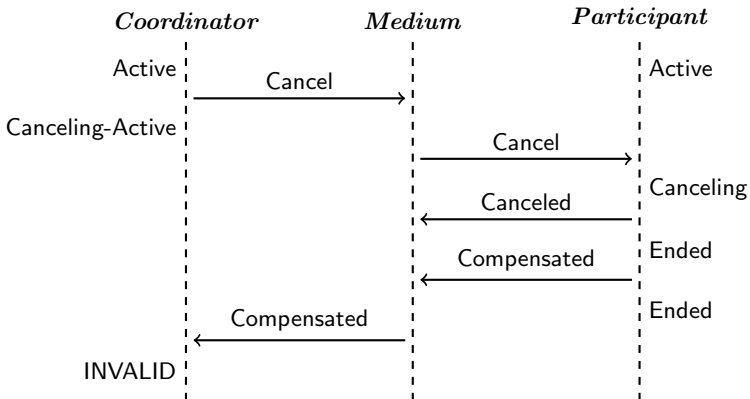 Coordinator Medium Participant
Active Active
Cancel
Canceling-Active
Cancel
Canceling
Canceled
Ended
Compensated
Ended
Compensated
INVALID